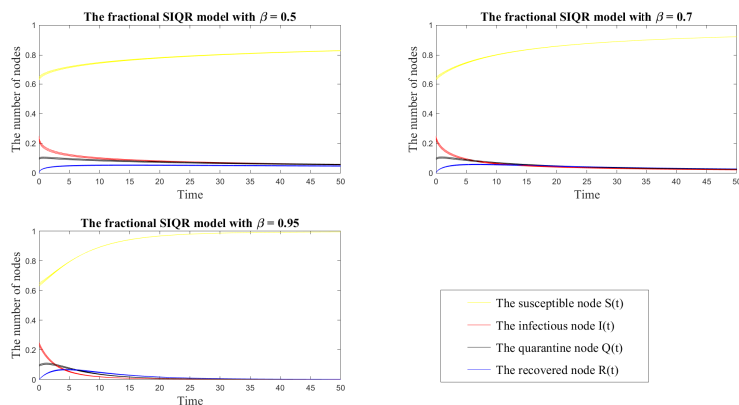 The fractional SIQR model with β = 0.5
The number of nodes
1
0.8
0.6
0.4
0.2
0
0 5 10 15 20 25 30 35 40 45 50
Time
The fractional SIQR model with β = 0.7
The number of nodes
1
0.8
0.6
0.4
0.2
0
0 5 10 15 20 25 30 35 40 45 50
Time
The fractional SIQR model with β = 0.95
The number of nodes
1
0.8
0.6
0.4
0.2
0
0 5 10 15 20 25 30 35 40 45 50
Time
The susceptible node S(t)
The infectious node I(t)
The quarantine node Q(t)
The recovered node R(t)